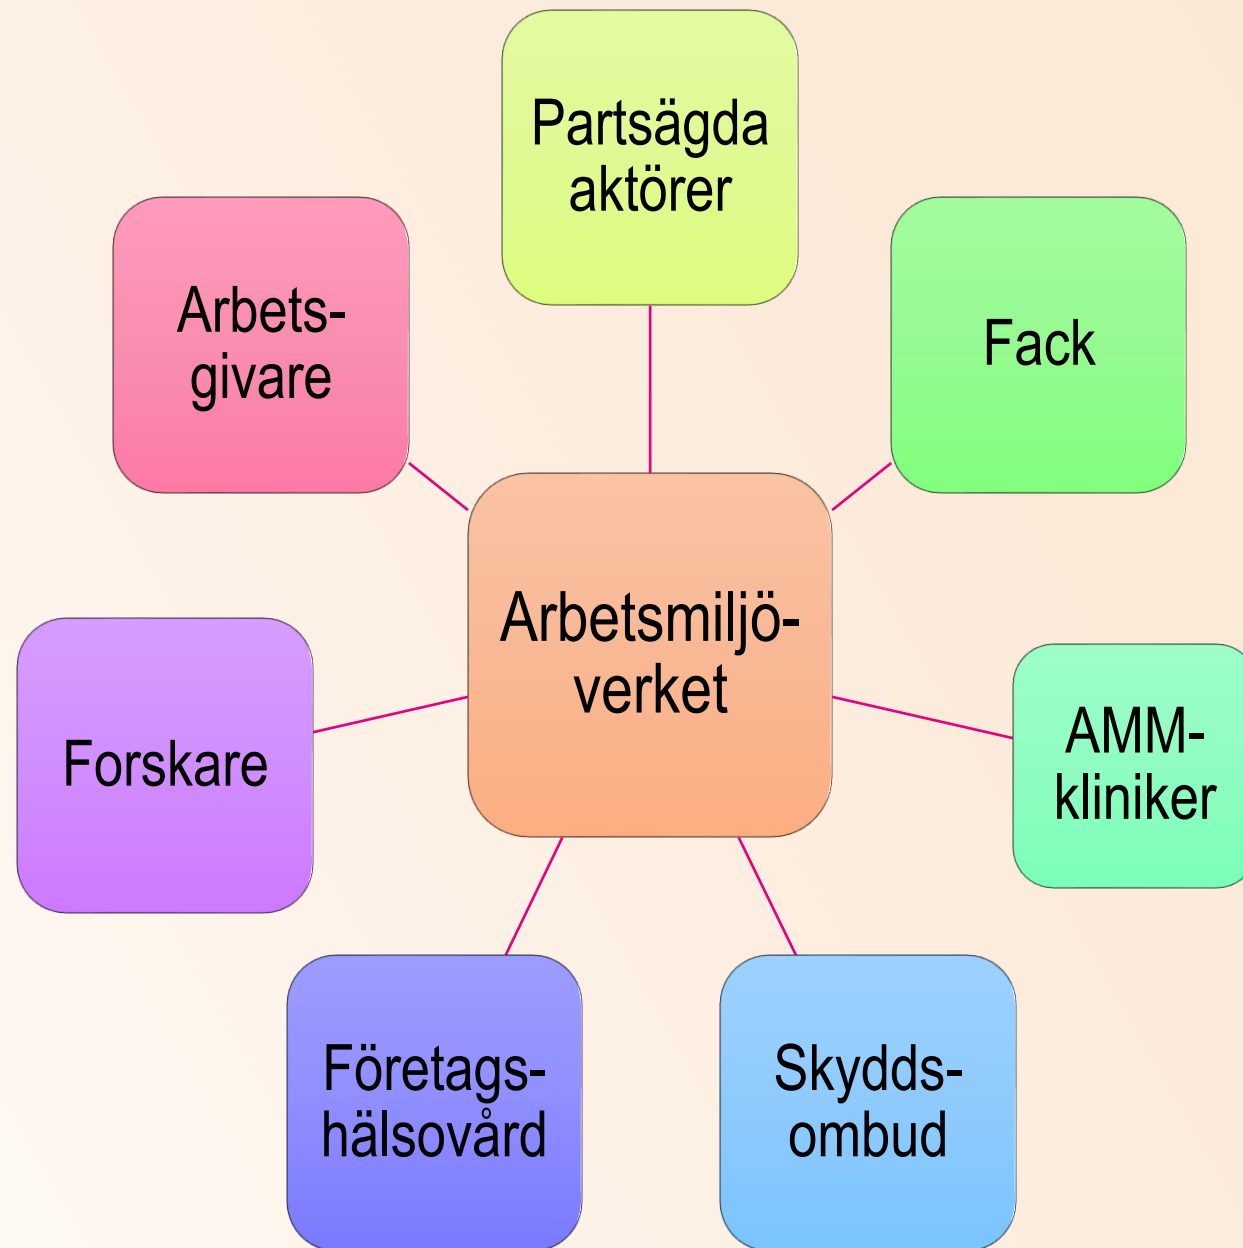 Partsägda
aktörer
Arbets-
givare
Fack
Arbetsmiljö-
verket
Forskare
AMM-
kliniker
Företags-
hälsovård
Skydds-
ombud